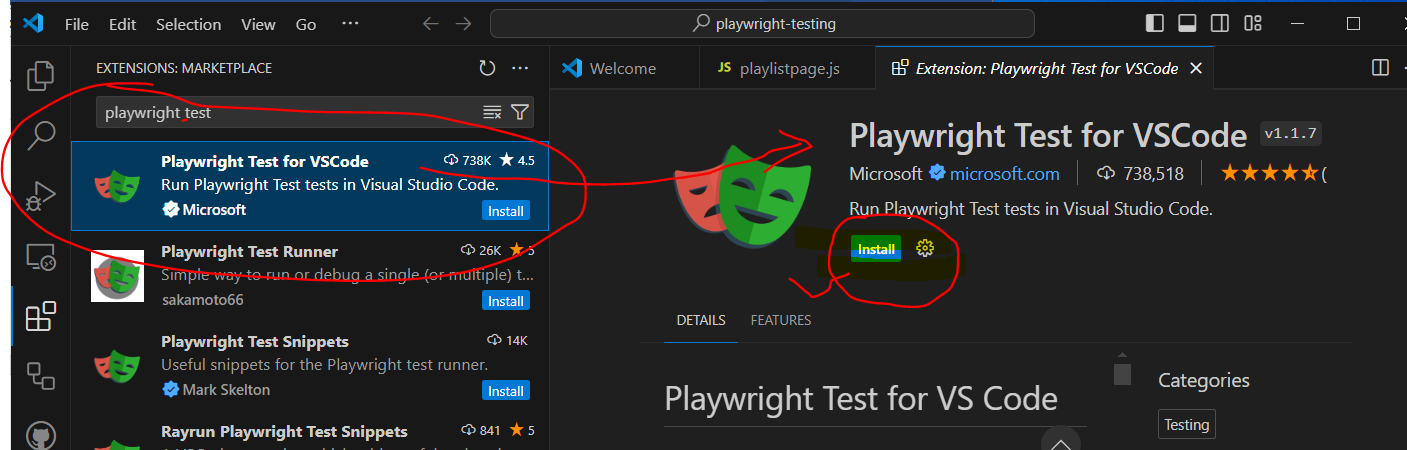 File Edit Selection View Go ··· playwright-testing
EXTENSIONS: MARKETPLACE
playwright test
Playwright Test for VSCode 738K 4.5
Run Playwright Test tests in Visual Studio Code.
Microsoft Install
Playwright Test Runner 26K 5
Simple way to run or debug a single (or multiple) t...
sakamoto66 Install
Playwright Test Snippets 14K
Useful snippets for the Playwright test runner.
Mark Skelton Install
Rayrun Playwright Test Snippets 841 5
Welcome JS playlistpage.js Extension: Playwright Test for VSCode
Playwright Test for VSCode v1.1.7
Microsoft microsoft.com 738,518 (
Run Playwright Test tests in Visual Studio Code.
Install
DETAILS FEATURES
Playwright Test for VS Code
Categories
Testing